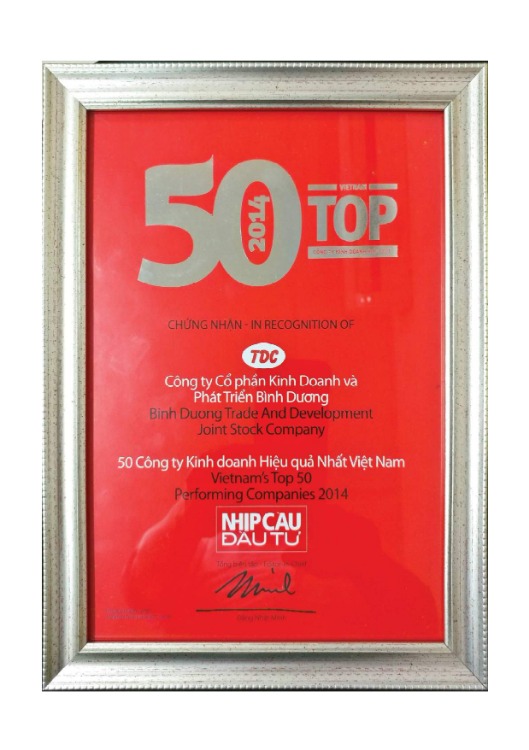 50
2014
VIETNAM
TOP
CHỨNG NHẬN - IN RECOGNITION OF
TDC
Công ty Cổ phần Kinh Doanh và
Phát Triển Bình Dương
Binh Duong Trade And Development
Joint Stock Company
50 Công ty Kinh doanh Hiệu quả Nhất Việt Nam
Vietnam's Top 50
Performing Companies 2014
NHỊP CẦU
ĐẦU TƯ